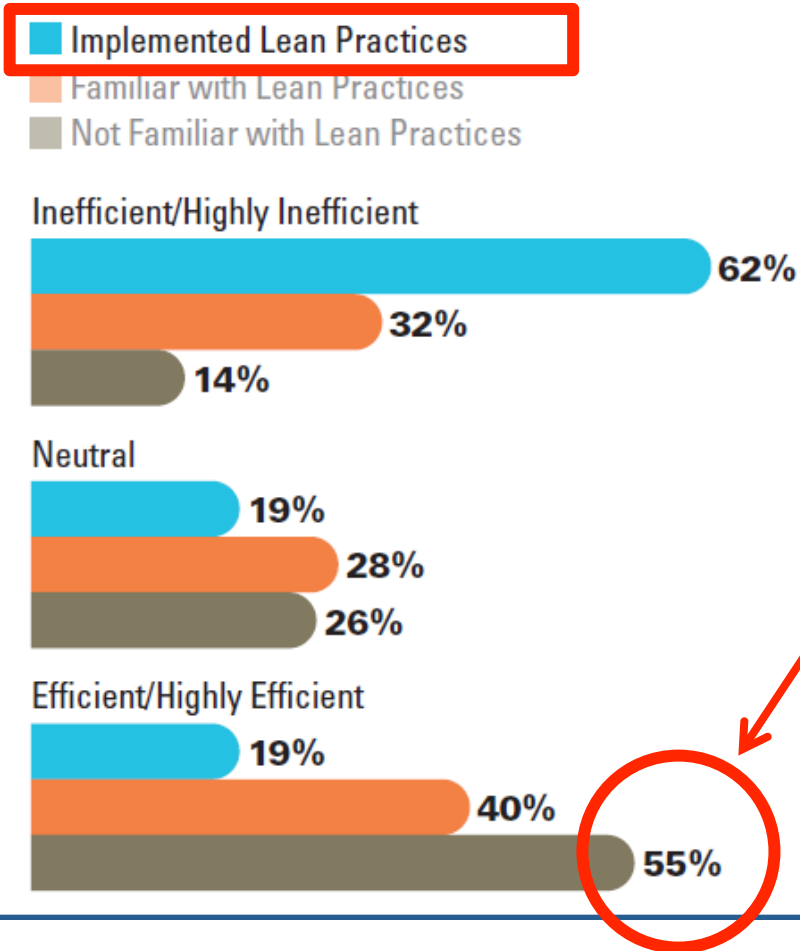 Implemented Lean Practices
Familiar with Lean Practices
Not Familiar with Lean Practices
Inefficient/Highly Inefficient
62%
32%
14%
Neutral
19%
28%
26%
Efficient/Highly Efficient
19%
40%
55%